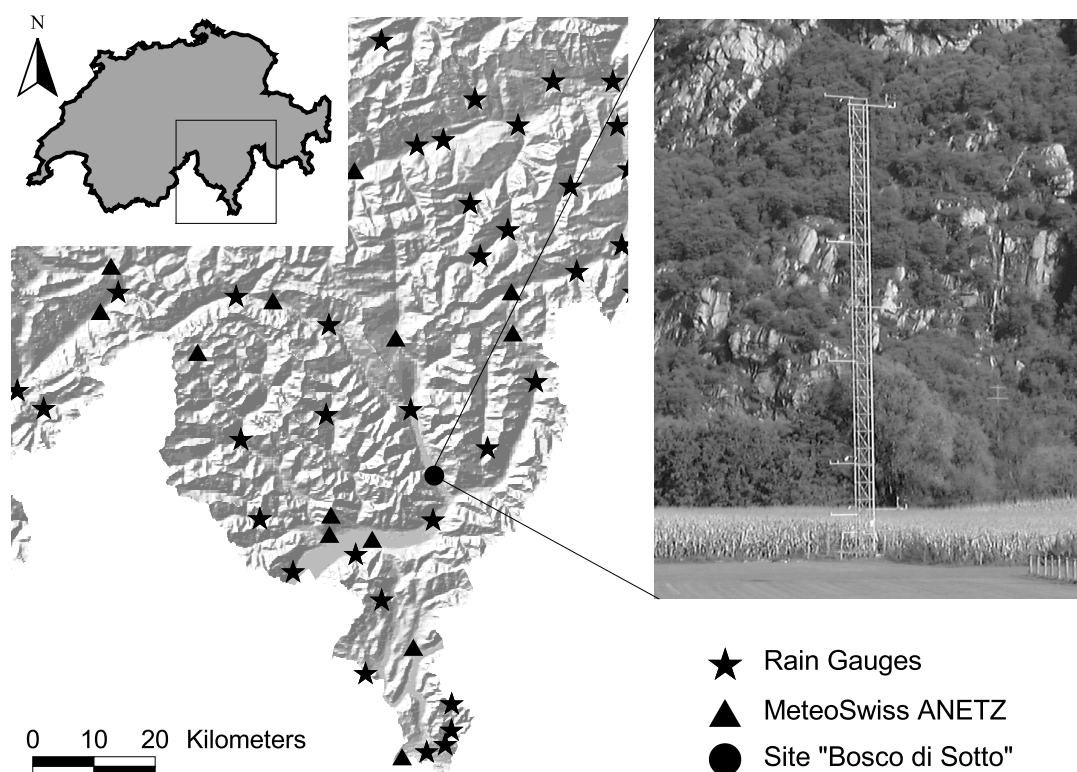 N
Rain Gauges
MeteoSwiss ANETZ
0 10 20 Kilometers
Site "Bosco di Sotto"